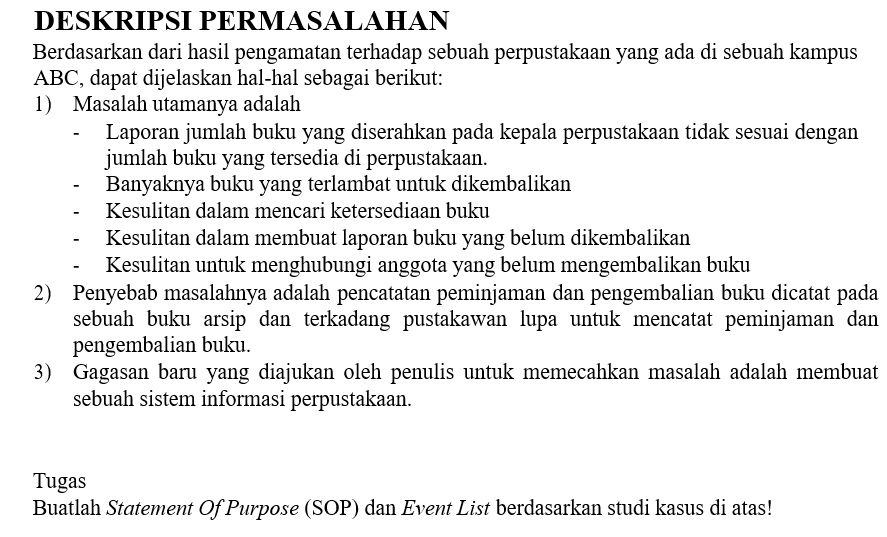 DESKRIPSI PERMASALAHAN
Berdasarkan dari hasil pengamatan terhadap sebuah perpustakaan yang ada di sebuah kampus
ABC, dapat dijelaskan hal-hal sebagai berikut:
1) Masalah utamanya adalah
- Laporan jumlah buku yang diserahkan pada kepala perpustakaan tidak sesuai dengan
jumlah buku yang tersedia di perpustakaan.
- Banyaknya buku yang terlambat untuk dikembalikan
- Kesulitan dalam mencari ketersediaan buku
- Kesulitan dalam membuat laporan buku yang belum dikembalikan
- Kesulitan untuk menghubungi anggota yang belum mengembalikan buku
2) Penyebab masalahnya adalah pencatatan peminjaman dan pengembalian buku dicatat pada
sebuah buku arsip dan terkadang pustakawan lupa untuk mencatat peminjaman dan
pengembalian buku.
3) Gagasan baru yang diajukan oleh penulis untuk memecahkan masalah adalah membuat
sebuah sistem informasi perpustakaan.
Tugas
Buatlah Statement Of Purpose (SOP) dan Event List berdasarkan studi kasus di atas!